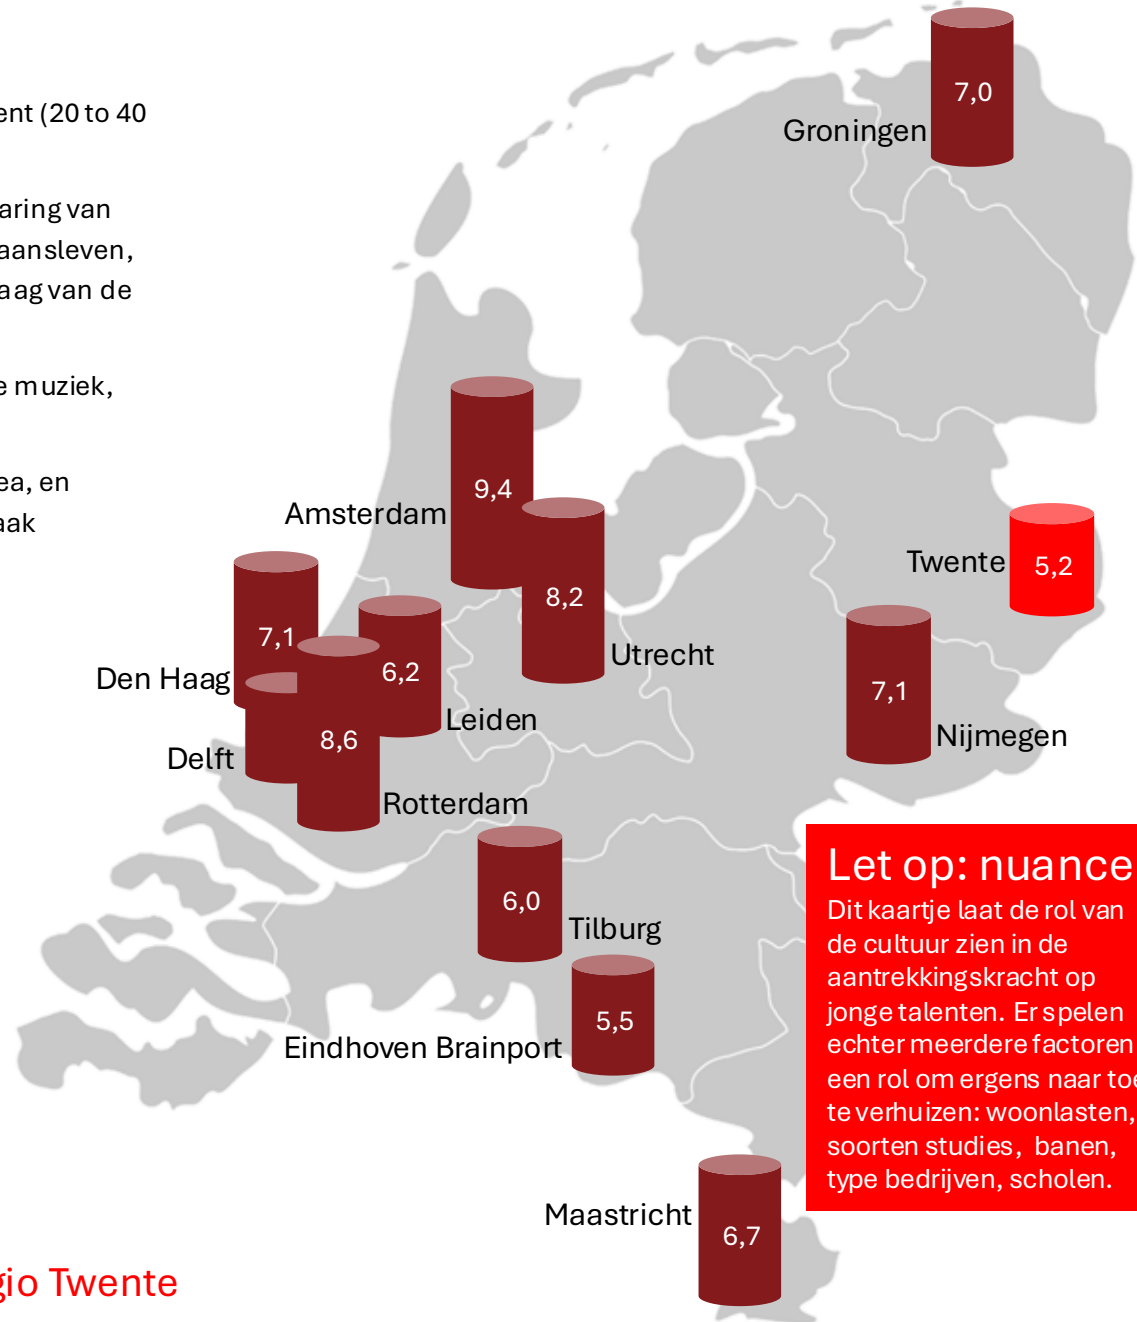 ent (20 to 40
aring van
aansleven,
aag van de
e muziek,
ea, en
aak
7,0
Groningen
9,4
Amsterdam
8,2
Utrecht
Twente
5,2
7,1
Den Haag
6,2
Leiden
8,6
Delft
Rotterdam
7,1
Nijmegen
6,0
Tilburg
5,5
Eindhoven Brainport
Maastricht
6,7
Let op: nuance
Dit kaartje laat de rol van
de cultuur zien in de
aantrekkingskracht op
jonge talenten. Er spelen
echter meerdere factoren
een rol om ergens naar toe
te verhuizen: woonlasten,
soorten studies, banen,
type bedrijven, scholen.
gio Twente